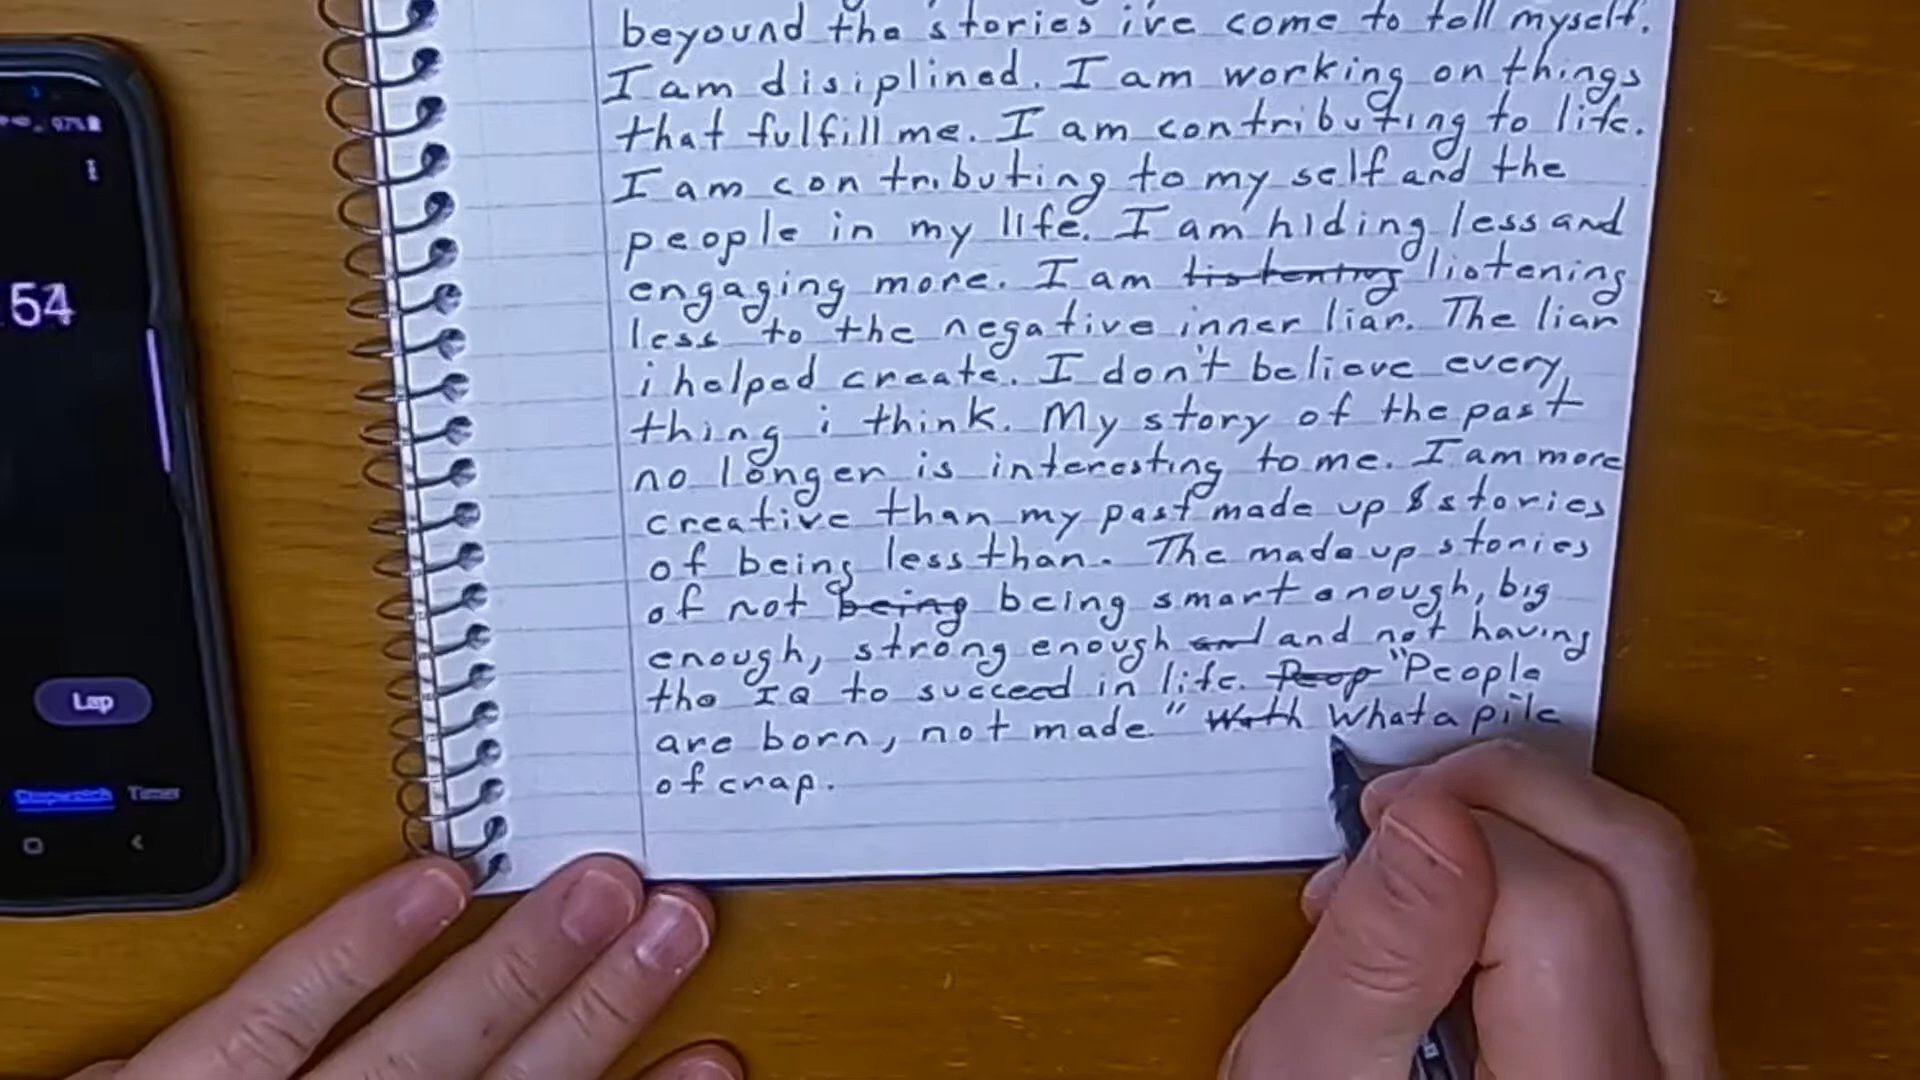 97%
54
Lap
Stopwatch Timer
beyound the stories ive come to tell myself.
I am disiplined. I am working on things
that fulfill me. I am contributing to life.
I am contributing to my self and the
people in my life. I am hiding less and
engaging more. I am listening listening
less to the negative inner liar. The liar
i helped create. I don't believe every
thing i think. My story of the past
no longer is interesting to me. I am more
creative than my past made up stories
of being less than. The made up stories
of not being being smart enough, big
enough, strong enough and and not having
the IQ to succeed in life. Peop "People
are born, not made" What a pile
of crap.